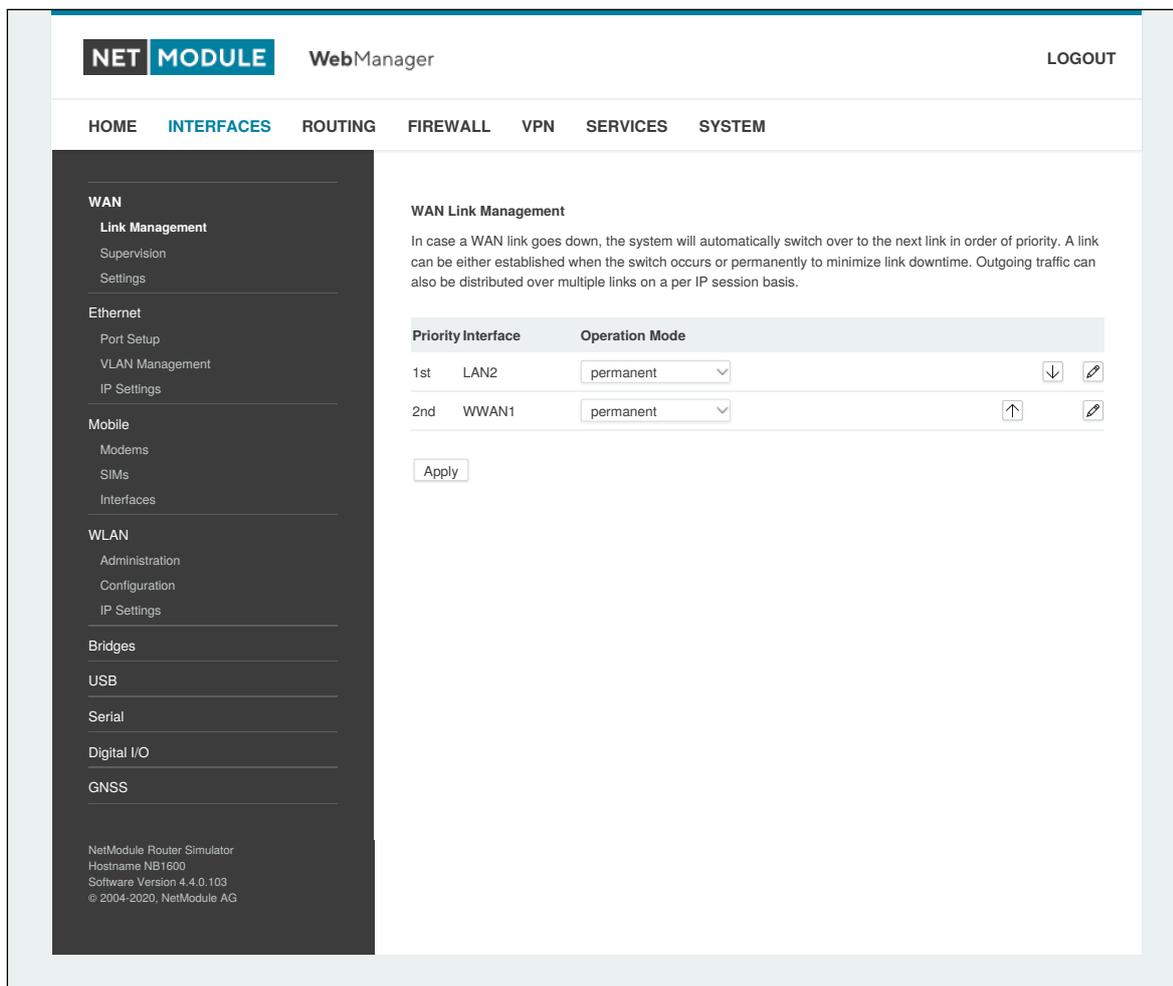 NET MODULE WebManager LOGOUT
HOME INTERFACES ROUTING FIREWALL VPN SERVICES SYSTEM
WAN
Link Management
Supervision
Settings
Ethernet
Port Setup
VLAN Management
IP Settings
Mobile
Modems
SIMs
Interfaces
WLAN
Administration
Configuration
IP Settings
Bridges
USB
Serial
Digital I/O
GNSS
NetModule Router Simulator
Hostname NB1600
Software Version 4.4.0.103
© 2004-2020, NetModule AG
WAN Link Management
In case a WAN link goes down, the system will automatically switch over to the next link in order of priority. A link
can be either established when the switch occurs or permanently to minimize link downtime. Outgoing traffic can
also be distributed over multiple links on a per IP session basis.
Priority Interface Operation Mode
1st LAN2 permanent
2nd WWAN1 permanent
Apply